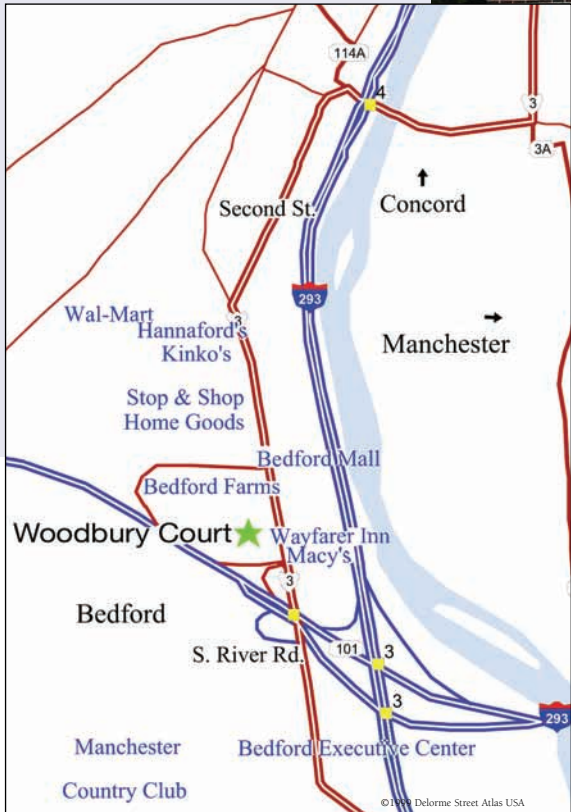 114A
4
3
3A
Second St.
Concord
293
Wal-Mart
3
Hannaford's
Kinko's
Manchester
Stop & Shop
Home Goods
Bedford Mall
Bedford Farms
Woodbury Court
Wayfarer Inn
Macy's
3
Bedford
S. River Rd.
101
3
3
293
Manchester
Country Club
Bedford Executive Center
©1999 Delorme Street Atlas USA